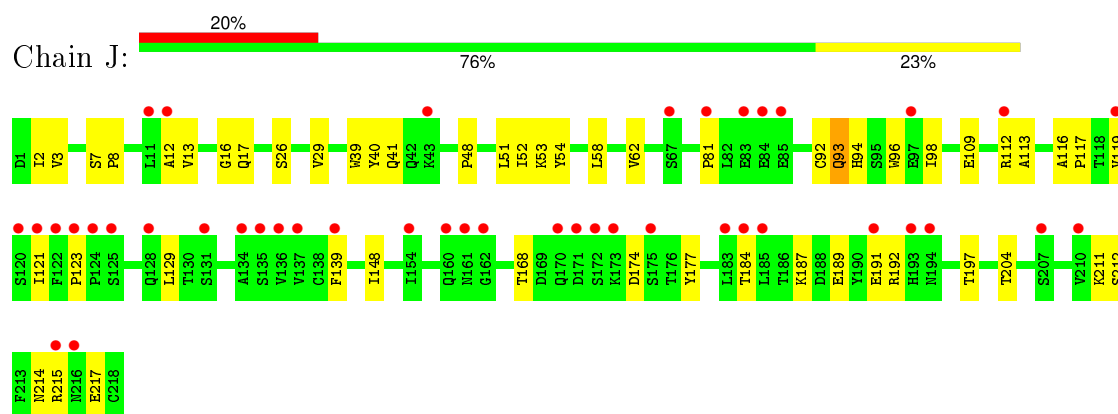 20%
Chain J:
76% 23%
D1 I2 V3 S7 P8 L11 A12 V13 G16 Q17 S26 V29 W39 Y40 Q41 Q42 K43 P48 L51 I52 K53 Y54 L58 V62 S67 P81 L82 E83 E84 E85 C92 Q93 H94 S95 W96 E97 I98 E109 R112 A113 A116 P117 T118 V119
S120 I121 F122 P123 P124 S125 Q128 L129 T130 S131 A134 S135 V136 V137 C138 F139 I148 I154 Q160 N161 G162 T168 D169 Q170 D171 S172 K173 D174 S175 T176 Y177 L183 T184 L185 T186 K187 D188 E189 Y190 E191 R192 H193 N194 T197 T204 S207 V210 K211 S212
F213 N214 R215 N216 E217 C218